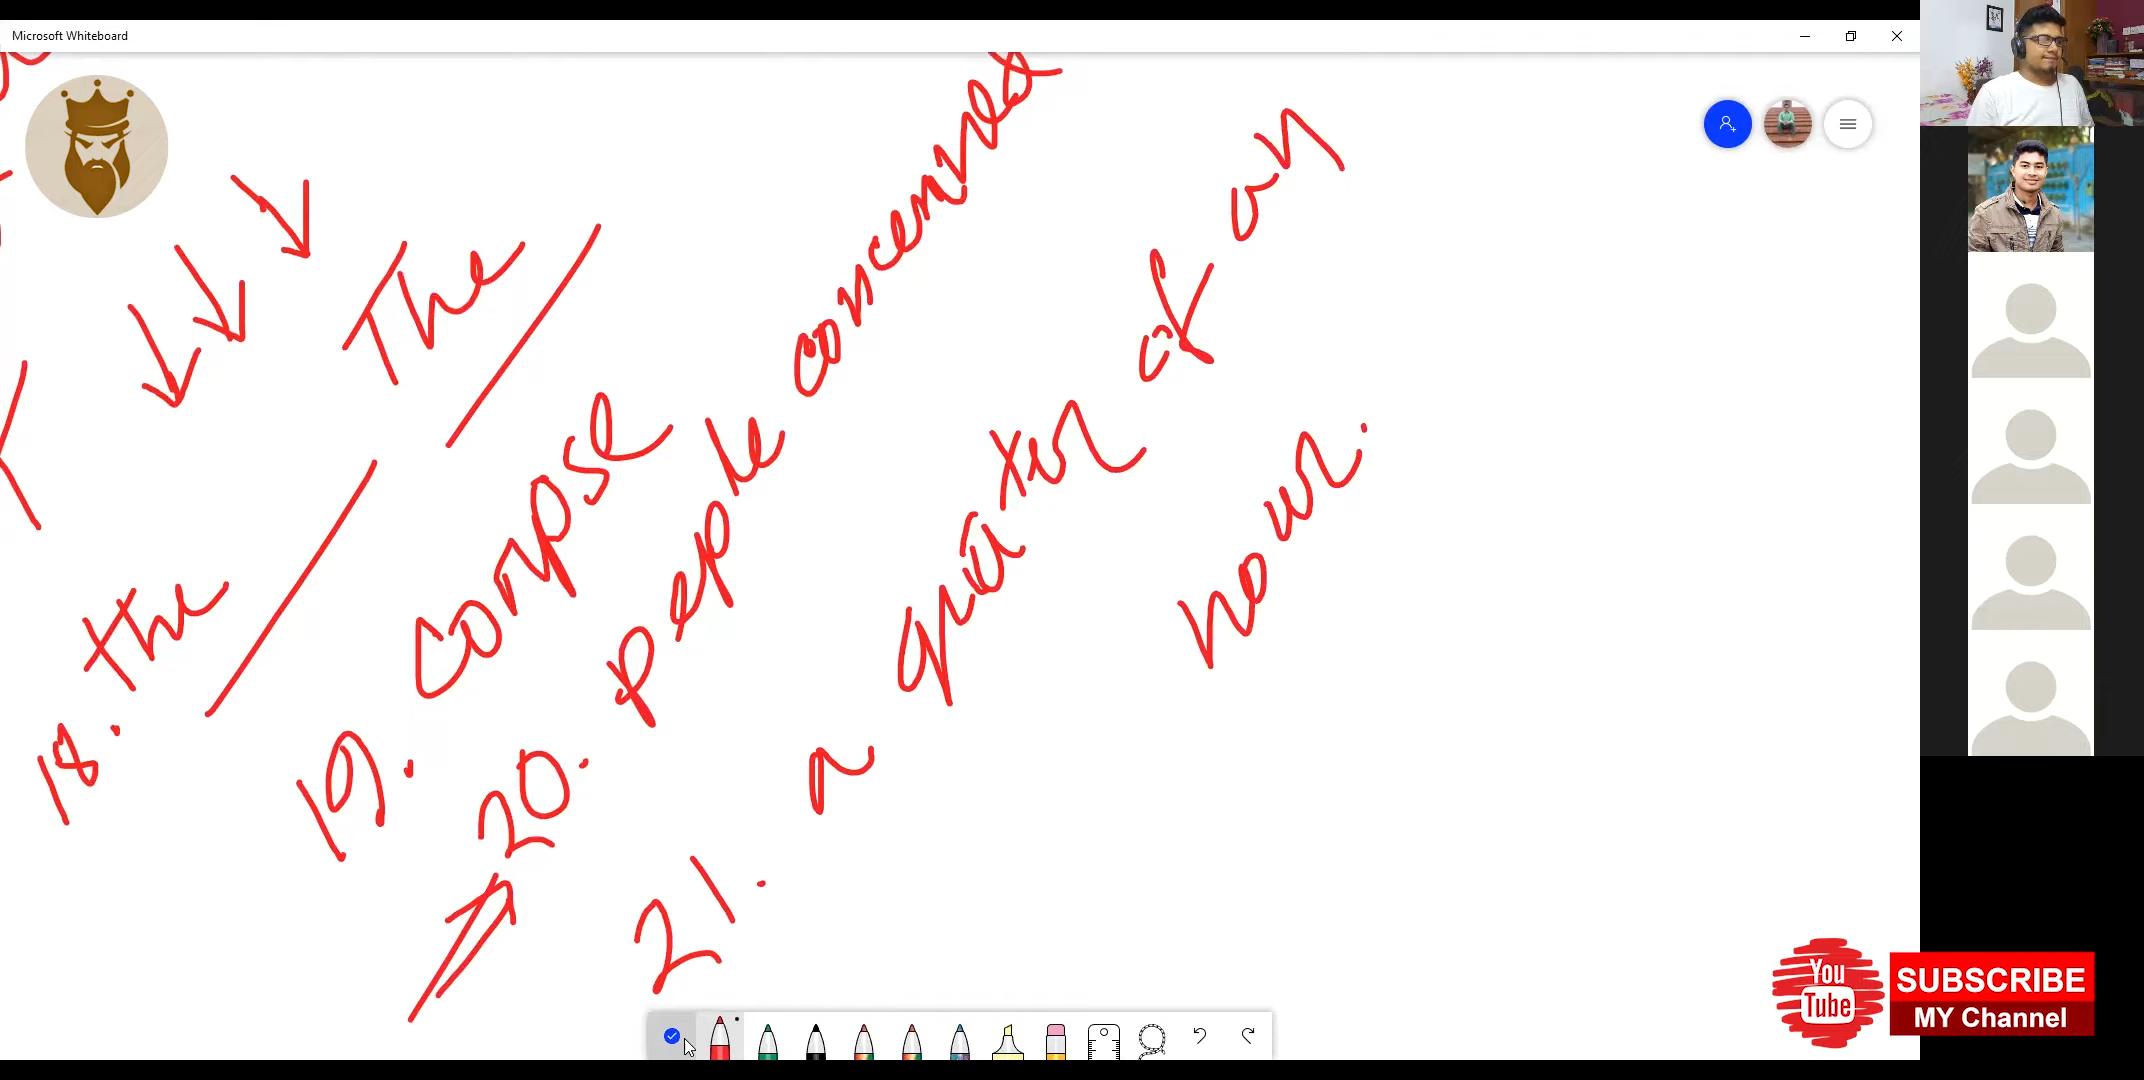 Microsoft Whiteboard
18. the The
19. corpse
20. people concerned
21. a quater of an
hour.
You
Tube
SUBSCRIBE
MY Channel